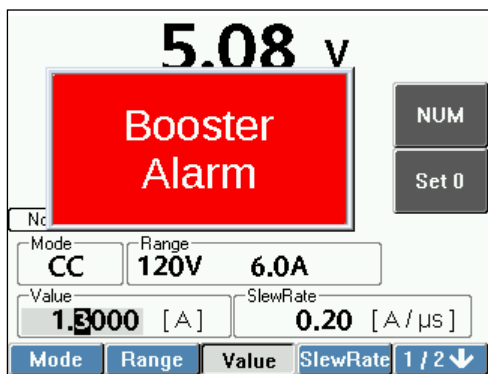 5.08 V
Booster
Alarm
NUM
Set 0
Mode
Range
CC
120V 6.0A
Value
SlewRate
1.3000 [A]
0.20 [A/µs]
Mode Range Value SlewRate 1/2